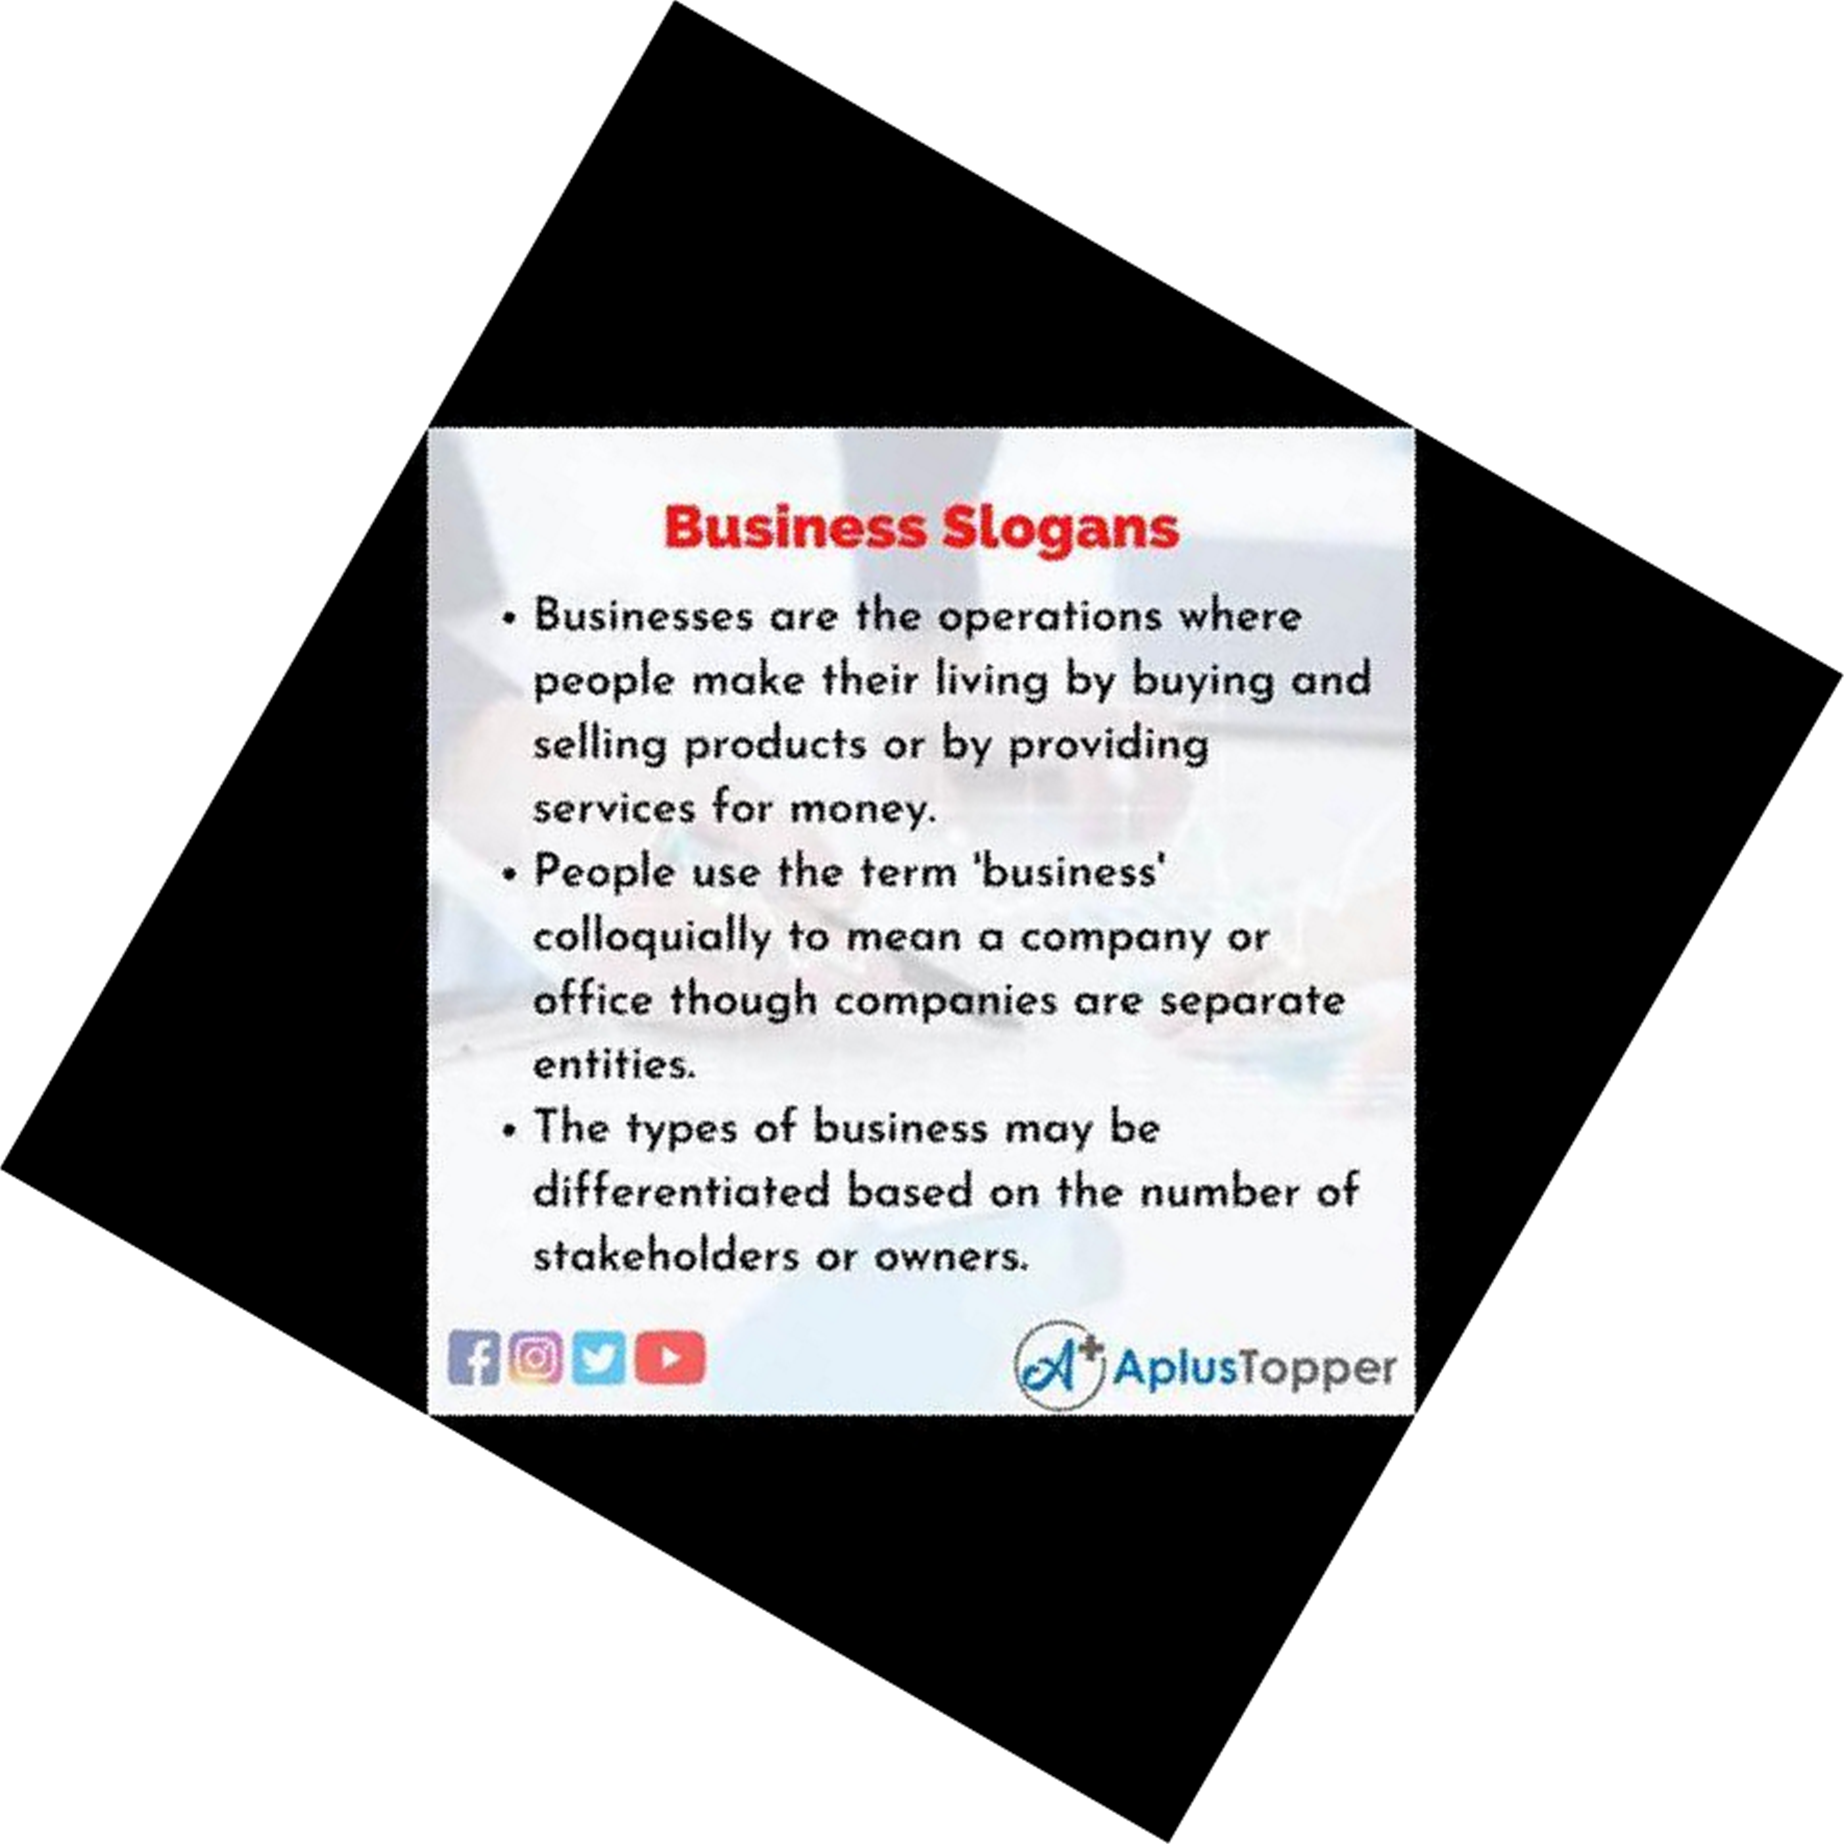 Business Slogans
• Businesses are the operations where
people make their living by buying and
selling products or by providing
services for money.
• People use the term 'business'
colloquially to mean a company or
office though companies are separate
entities.
• The types of business may be
differentiated based on the number of
stakeholders or owners.
A+ AplusTopper